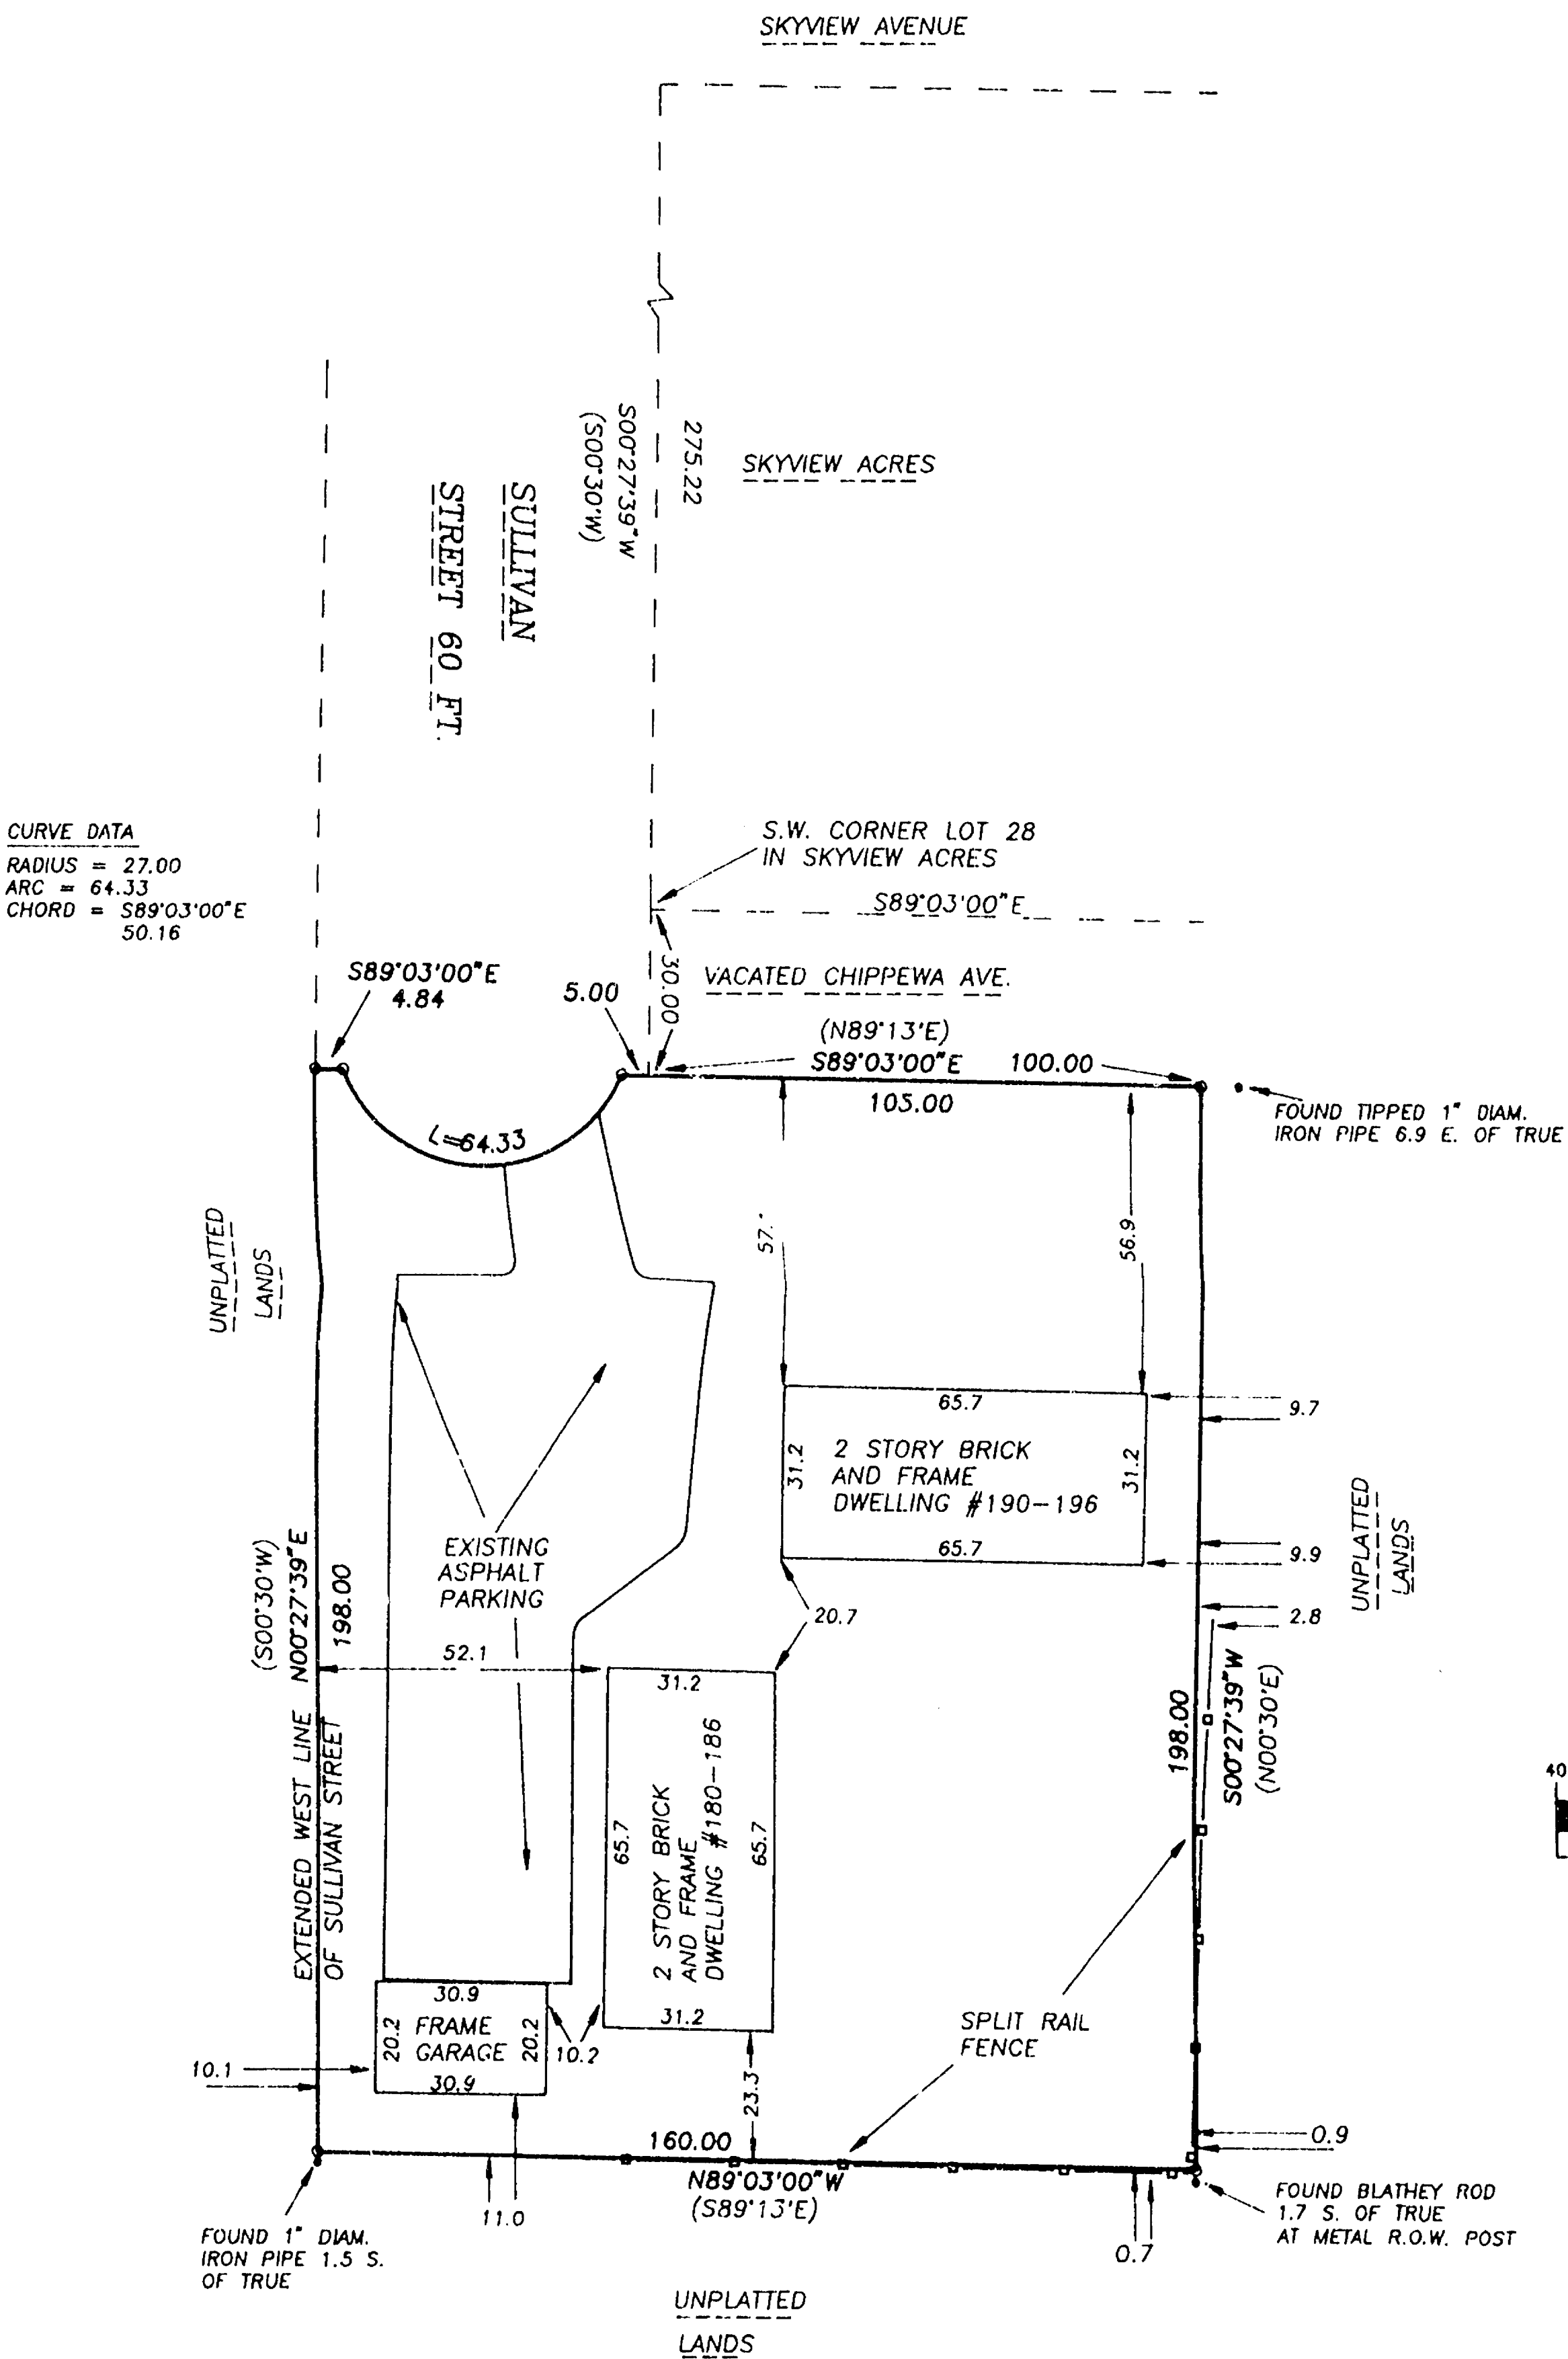 SKYVIEW AVENUE
275.22
S00°27'39"W
(S00°30'W)
SKYVIEW ACRES
SULLIVAN
STREET 60 FT.
CURVE DATA
RADIUS = 27.00
ARC = 64.33
CHORD = S89°03'00"E
50.16
S.W. CORNER LOT 28
IN SKYVIEW ACRES
S89°03'00"E
30.00
VACATED CHIPPEWA AVE.
S89°03'00"E
4.84
5.00
(N89°13'E)
S89°03'00"E 100.00
105.00
FOUND TIPPED 1" DIAM.
IRON PIPE 6.9 E. OF TRUE
L=64.33
UNPLATTED
LANDS
57.
56.9
65.7
9.7
31.2
2 STORY BRICK
AND FRAME
DWELLING #190-196
31.2
65.7
9.9
UNPLATTED
LANDS
EXISTING
ASPHALT
PARKING
(S00°30'W)
N00°27'39"E
198.00
20.7
2.8
52.1
31.2
198.00
S00°27'39"W
(N00°30'E)
40
EXTENDED WEST LINE
OF SULLIVAN STREET
65.7
2 STORY BRICK
AND FRAME
DWELLING #180-186
65.7
31.2
30.9
20.2
FRAME
GARAGE
20.2
30.9
10.2
10.1
SPLIT RAIL
FENCE
23.3
0.9
160.00
N89°03'00"W
(S89°13'E)
11.0
0.7
FOUND 1" DIAM.
IRON PIPE 1.5 S.
OF TRUE
FOUND BLATHEY ROD
1.7 S. OF TRUE
AT METAL R.O.W. POST
UNPLATTED
LANDS